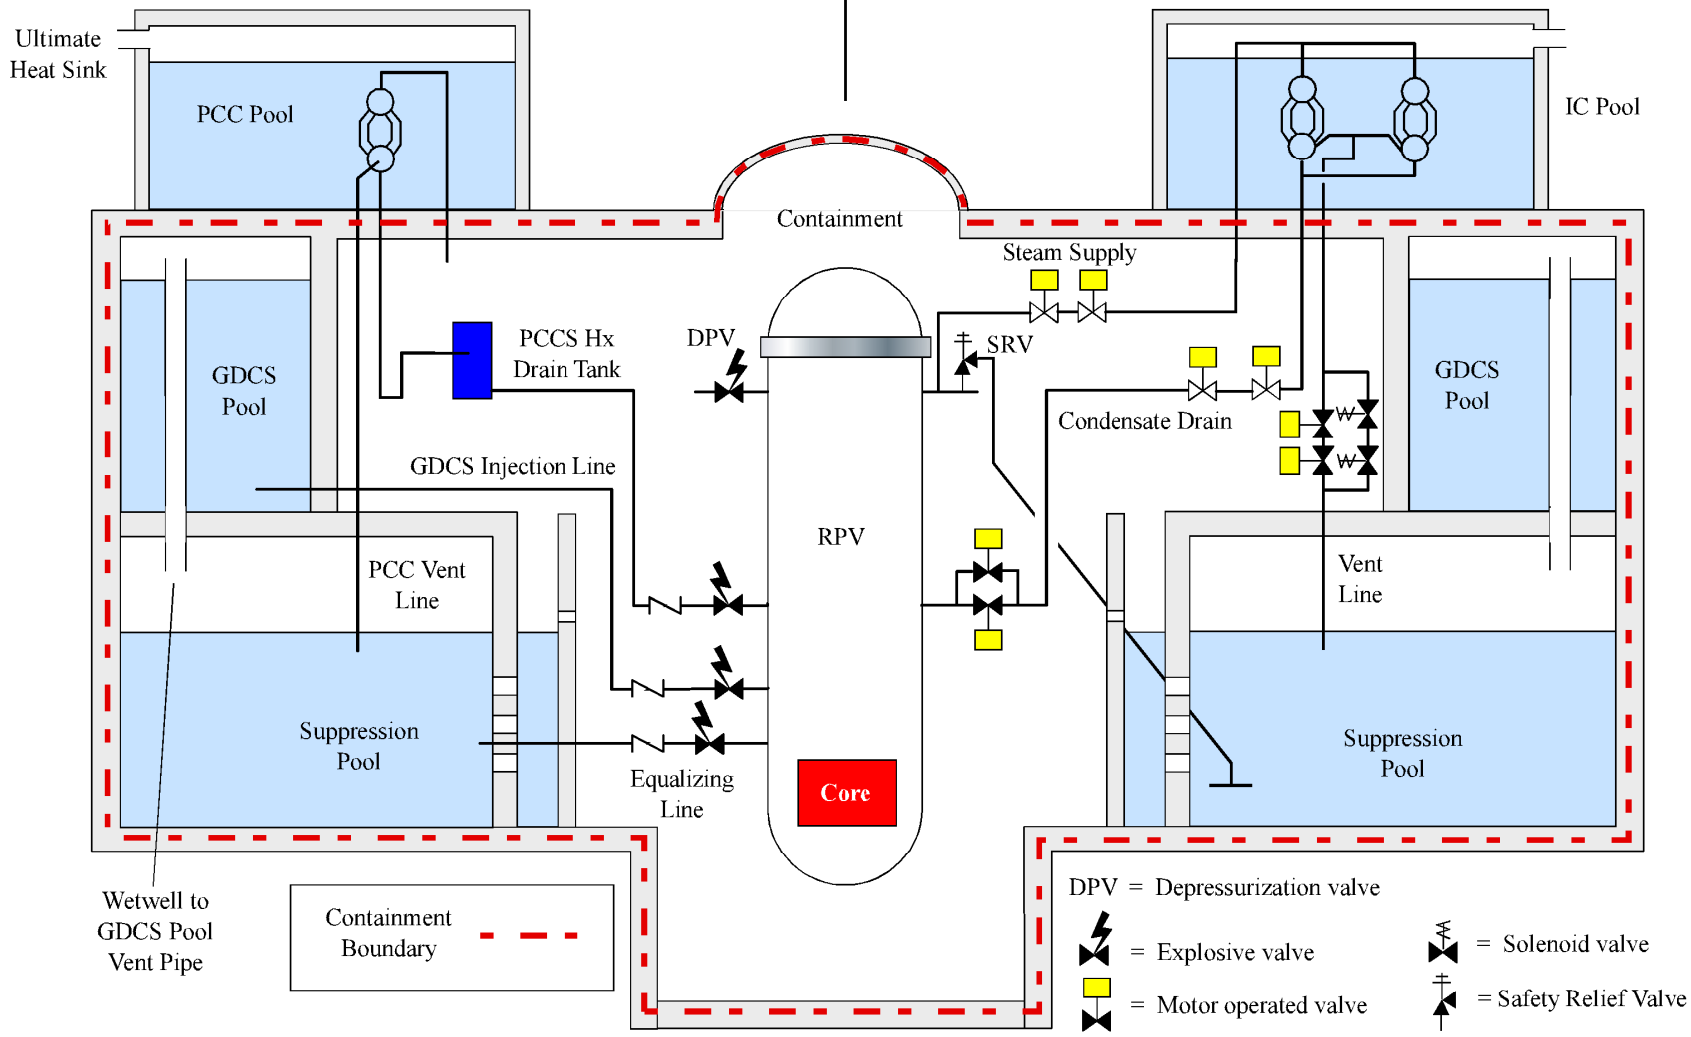 Ultimate
Heat Sink
PCC Pool
IC Pool
Containment
Steam Supply
DPV
SRV
PCCS Hx
Drain Tank
GDCS
Pool
GDCS
Pool
Condensate Drain
GDCS Injection Line
RPV
PCC Vent
Line
Vent
Line
Suppression
Pool
Suppression
Pool
Equalizing
Line
Core
Wetwell to
GDCS Pool
Vent Pipe
Containment
Boundary
DPV = Depressurization valve
= Explosive valve
= Solenoid valve
= Motor operated valve
= Safety Relief Valve